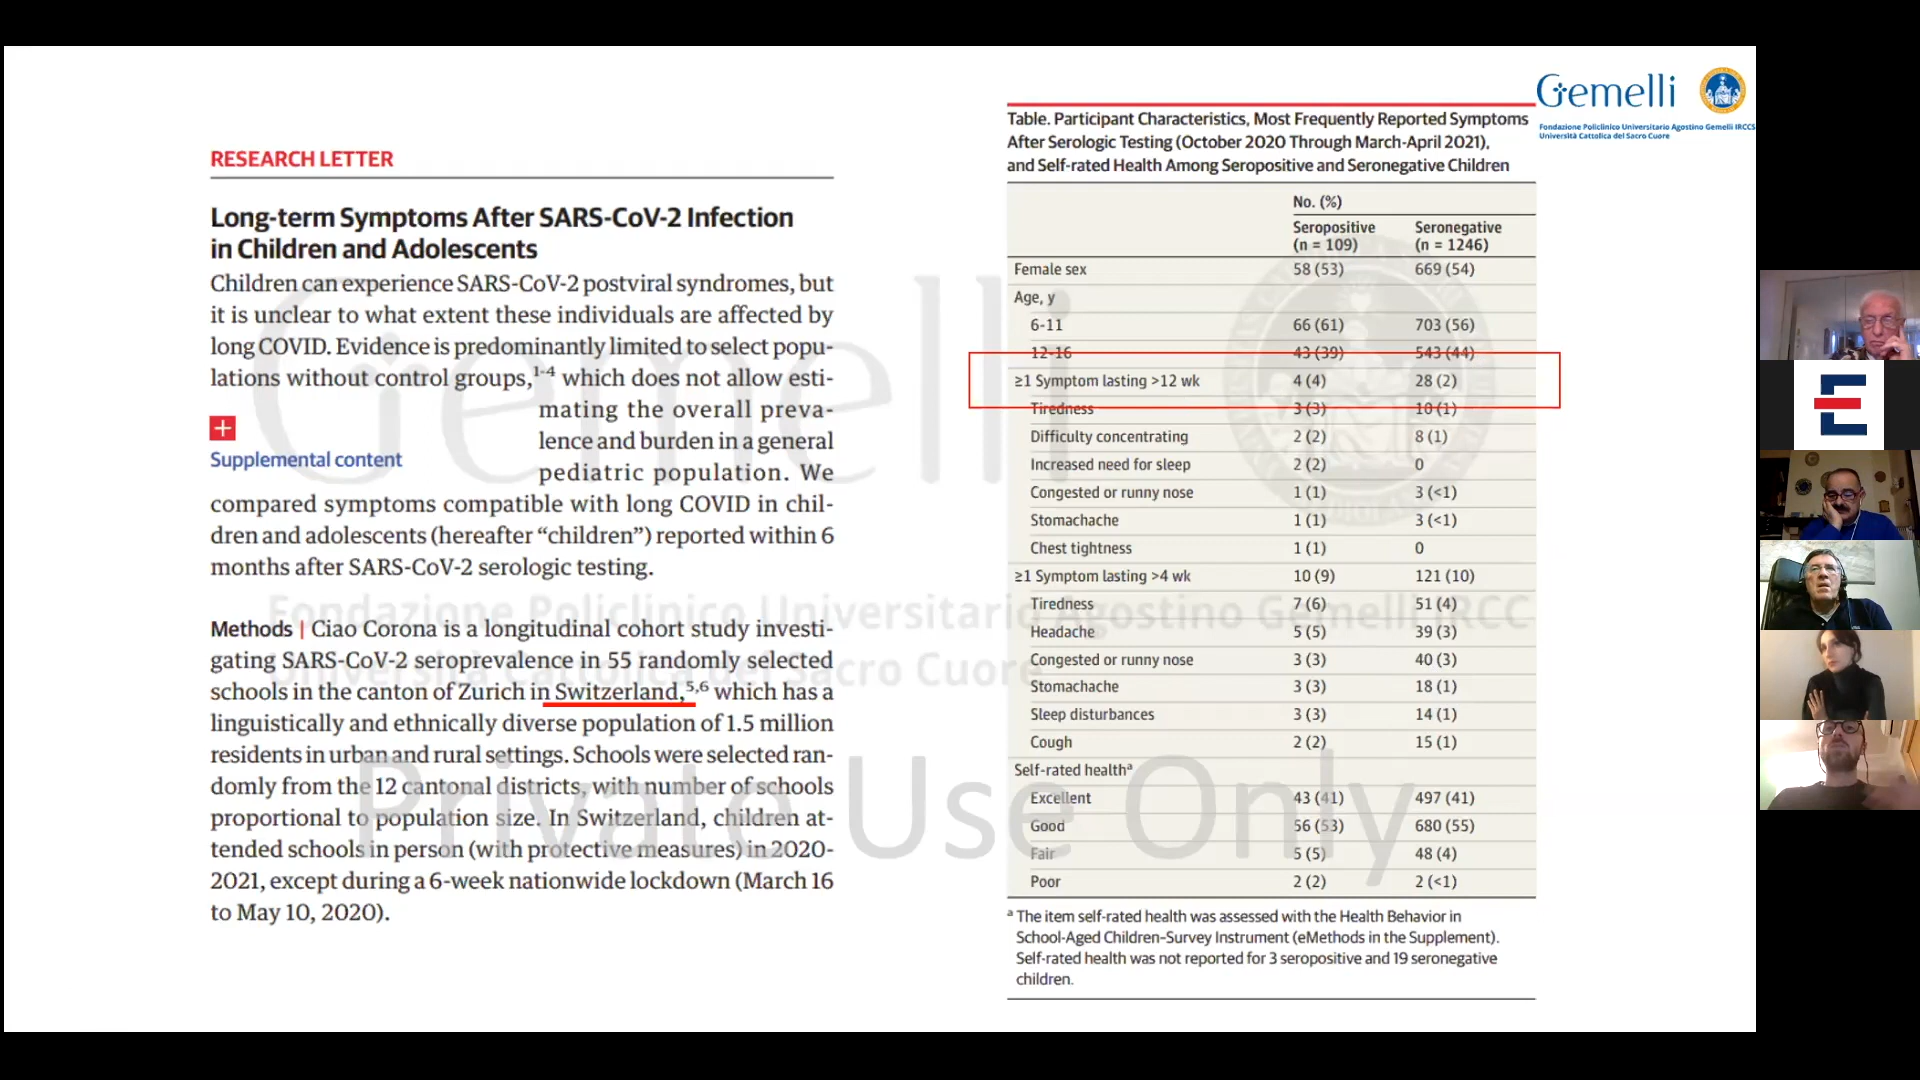 Gemelli
Fondazione Policlinico Universitario Agostino Gemelli IRCCS
Università Cattolica del Sacro Cuore
RESEARCH LETTER
Long-term Symptoms After SARS-CoV-2 Infection
in Children and Adolescents
Children can experience SARS-CoV-2 postviral syndromes, but
it is unclear to what extent these individuals are affected by
long COVID. Evidence is predominantly limited to select popu-
lations without control groups,1-4 which does not allow esti-
mating the overall preva-
lence and burden in a general
pediatric population. We
+
Supplemental content
compared symptoms compatible with long COVID in chil-
dren and adolescents (hereafter “children”) reported within 6
months after SARS-CoV-2 serologic testing.
Methods | Ciao Corona is a longitudinal cohort study investi-
gating SARS-CoV-2 seroprevalence in 55 randomly selected
schools in the canton of Zurich in Switzerland,5,6 which has a
linguistically and ethnically diverse population of 1.5 million
residents in urban and rural settings. Schools were selected ran-
domly from the 12 cantonal districts, with number of schools
proportional to population size. In Switzerland, children at-
tended schools in person (with protective measures) in 2020-
2021, except during a 6-week nationwide lockdown (March 16
to May 10, 2020).
Table. Participant Characteristics, Most Frequently Reported Symptoms
After Serologic Testing (October 2020 Through March-April 2021),
and Self-rated Health Among Seropositive and Seronegative Children
No. (%)
Seropositive Seronegative
(n = 109) (n = 1246)
Female sex 58 (53) 669 (54)
Age, y
6-11 66 (61) 703 (56)
12-16 43 (39) 543 (44)
≥1 Symptom lasting >12 wk 4 (4) 28 (2)
Tiredness 3 (3) 10 (1)
Difficulty concentrating 2 (2) 8 (1)
Increased need for sleep 2 (2) 0
Congested or runny nose 1 (1) 3 (<1)
Stomachache 1 (1) 3 (<1)
Chest tightness 1 (1) 0
≥1 Symptom lasting >4 wk 10 (9) 121 (10)
Tiredness 7 (6) 51 (4)
Headache 5 (5) 39 (3)
Congested or runny nose 3 (3) 40 (3)
Stomachache 3 (3) 18 (1)
Sleep disturbances 3 (3) 14 (1)
Cough 2 (2) 15 (1)
Self-rated healthª
Excellent 43 (41) 497 (41)
Good 56 (53) 680 (55)
Fair 5 (5) 48 (4)
Poor 2 (2) 2 (<1)
ª The item self-rated health was assessed with the Health Behavior in
School-Aged Children–Survey Instrument (eMethods in the Supplement).
Self-rated health was not reported for 3 seropositive and 19 seronegative
children.
Gemelli
Fondazione Policlinico Universitario Agostino Gemelli IRCC
Università Cattolica del Sacro Cuore
Private Use Only